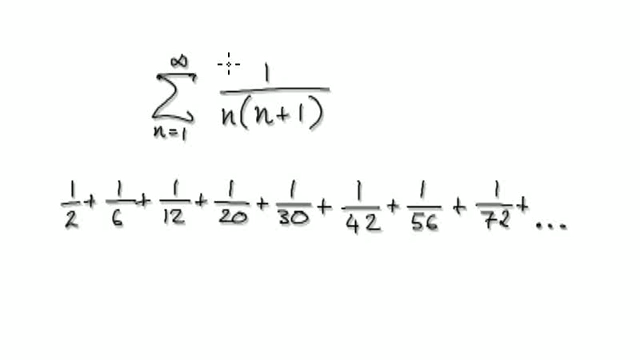 ∞
∑ 1/n(n+1)
n=1
1/2 + 1/6 + 1/12 + 1/20 + 1/30 + 1/42 + 1/56 + 1/72 + ...